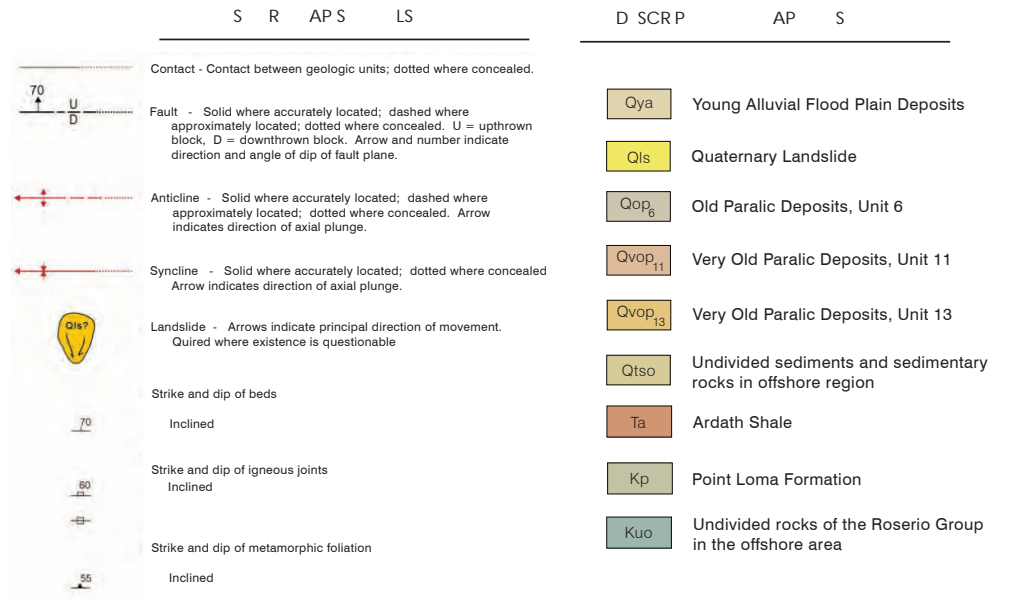 S R AP S LS
Contact - Contact between geologic units; dotted where concealed.
70
U
D
Fault - Solid where accurately located; dashed where
approximately located; dotted where concealed. U = upthrown
block, D = downthrown block. Arrow and number indicate
direction and angle of dip of fault plane.
Anticline - Solid where accurately located; dashed where
approximately located; dotted where concealed. Arrow
indicates direction of axial plunge.
Syncline - Solid where accurately located; dotted where concealed
Arrow indicates direction of axial plunge.
Qls?
Landslide - Arrows indicate principal direction of movement.
Quired where existence is questionable
Strike and dip of beds
70
Inclined
Strike and dip of igneous joints
60
Inclined
Strike and dip of metamorphic foliation
55
Inclined
D SCR P AP S
Qya Young Alluvial Flood Plain Deposits
Qls Quaternary Landslide
Qop6 Old Paralic Deposits, Unit 6
Qvop11 Very Old Paralic Deposits, Unit 11
Qvop13 Very Old Paralic Deposits, Unit 13
Qtso Undivided sediments and sedimentary
rocks in offshore region
Ta Ardath Shale
Kp Point Loma Formation
Kuo Undivided rocks of the Roserio Group
in the offshore area